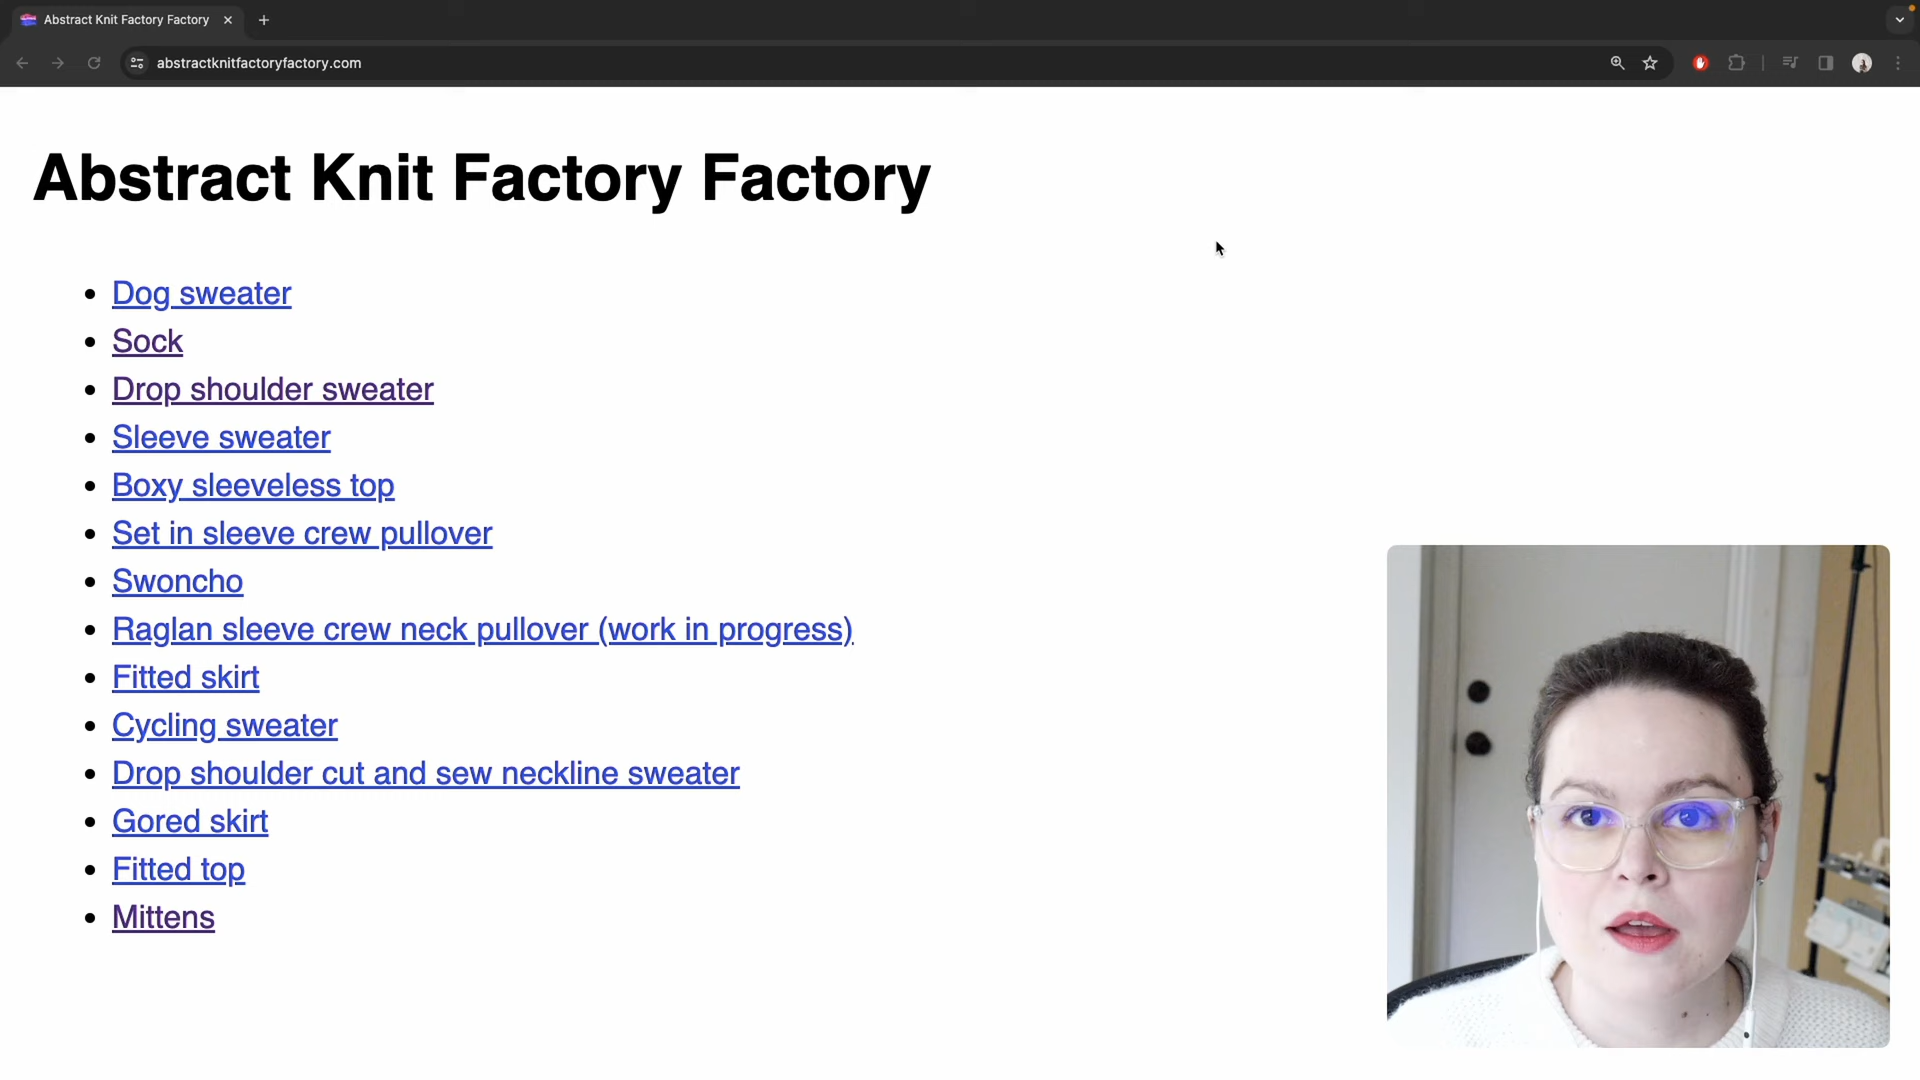 Abstract Knit Factory Factory
abstractknitfactoryfactory.com
Abstract Knit Factory Factory
Dog sweater
Sock
Drop shoulder sweater
Sleeve sweater
Boxy sleeveless top
Set in sleeve crew pullover
Swoncho
Raglan sleeve crew neck pullover (work in progress)
Fitted skirt
Cycling sweater
Drop shoulder cut and sew neckline sweater
Gored skirt
Fitted top
Mittens